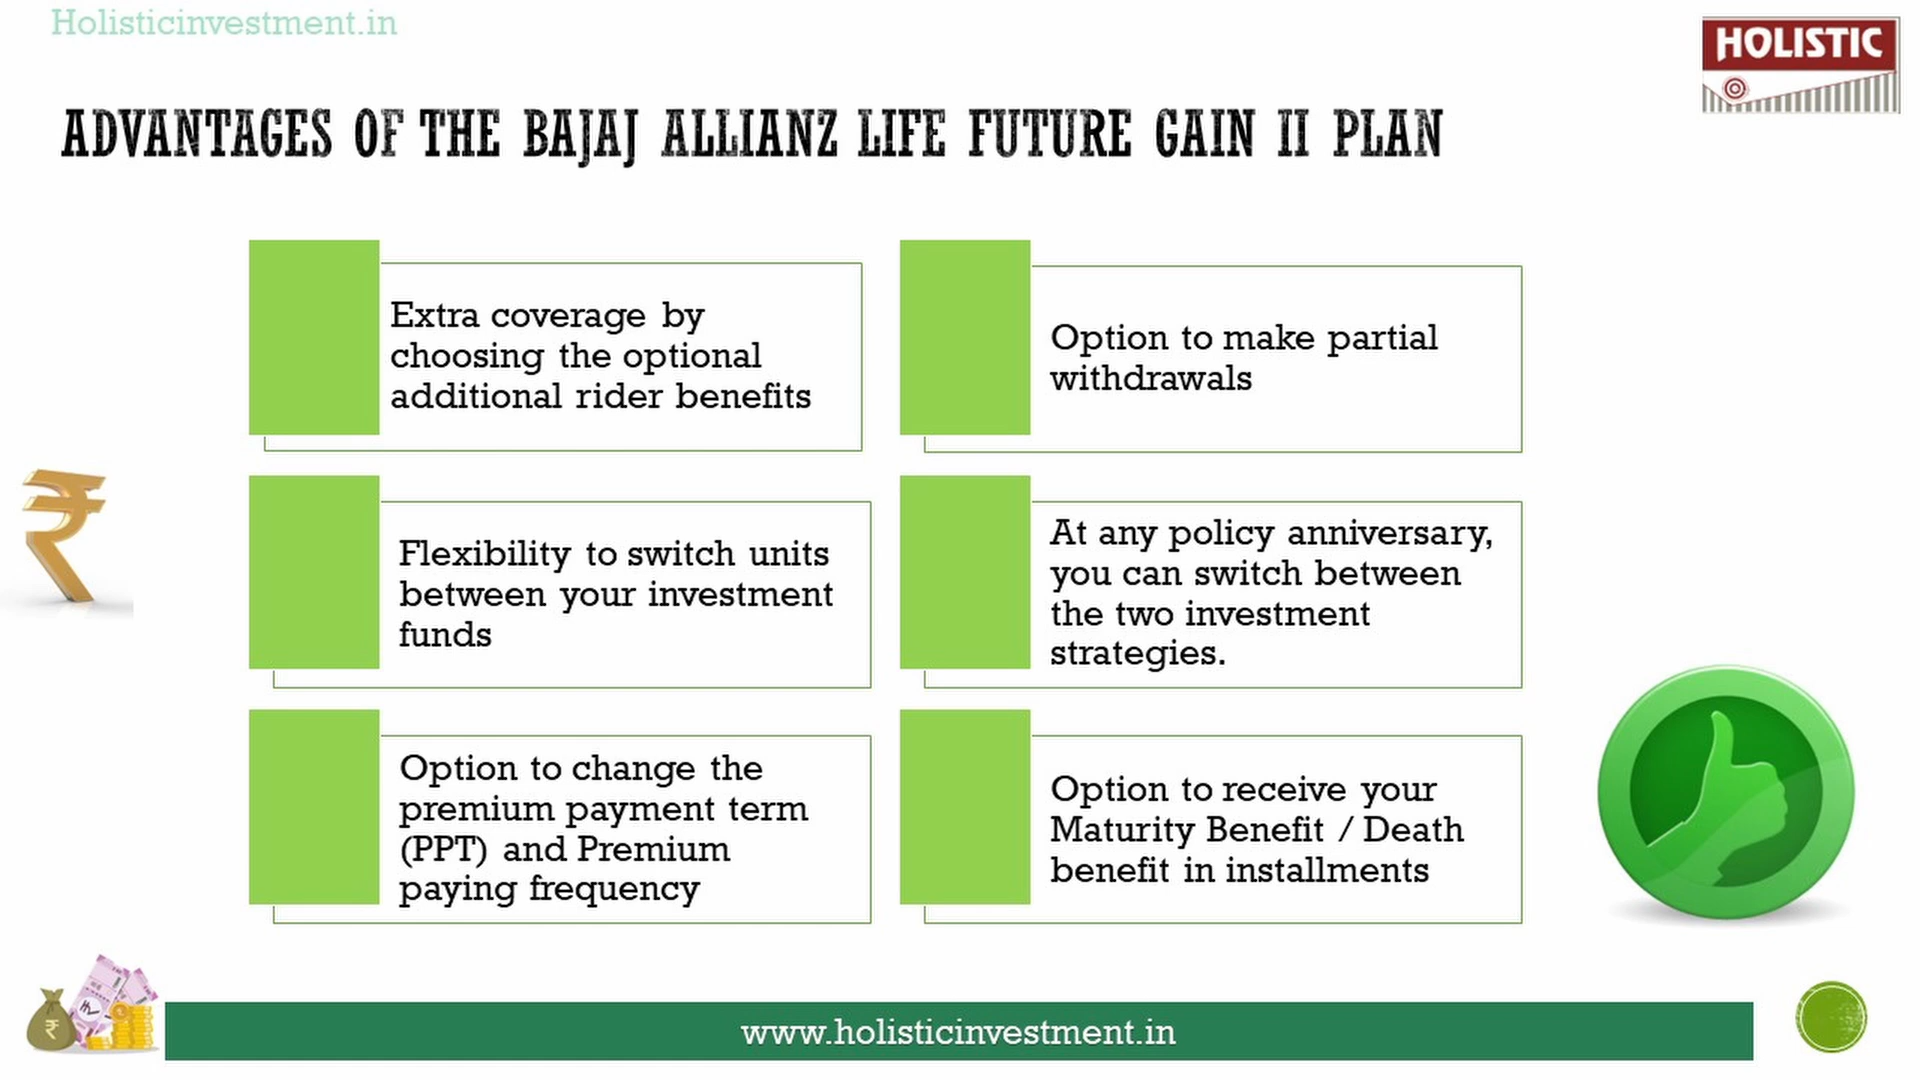 Holisticinvestment.in
HOLISTIC
ADVANTAGES OF THE BAJAJ ALLIANZ LIFE FUTURE GAIN II PLAN
Extra coverage by
choosing the optional
additional rider benefits
Option to make partial
withdrawals
Flexibility to switch units
between your investment
funds
At any policy anniversary,
you can switch between
the two investment
strategies.
Option to change the
premium payment term
(PPT) and Premium
paying frequency
Option to receive your
Maturity Benefit / Death
benefit in installments
www.holisticinvestment.in